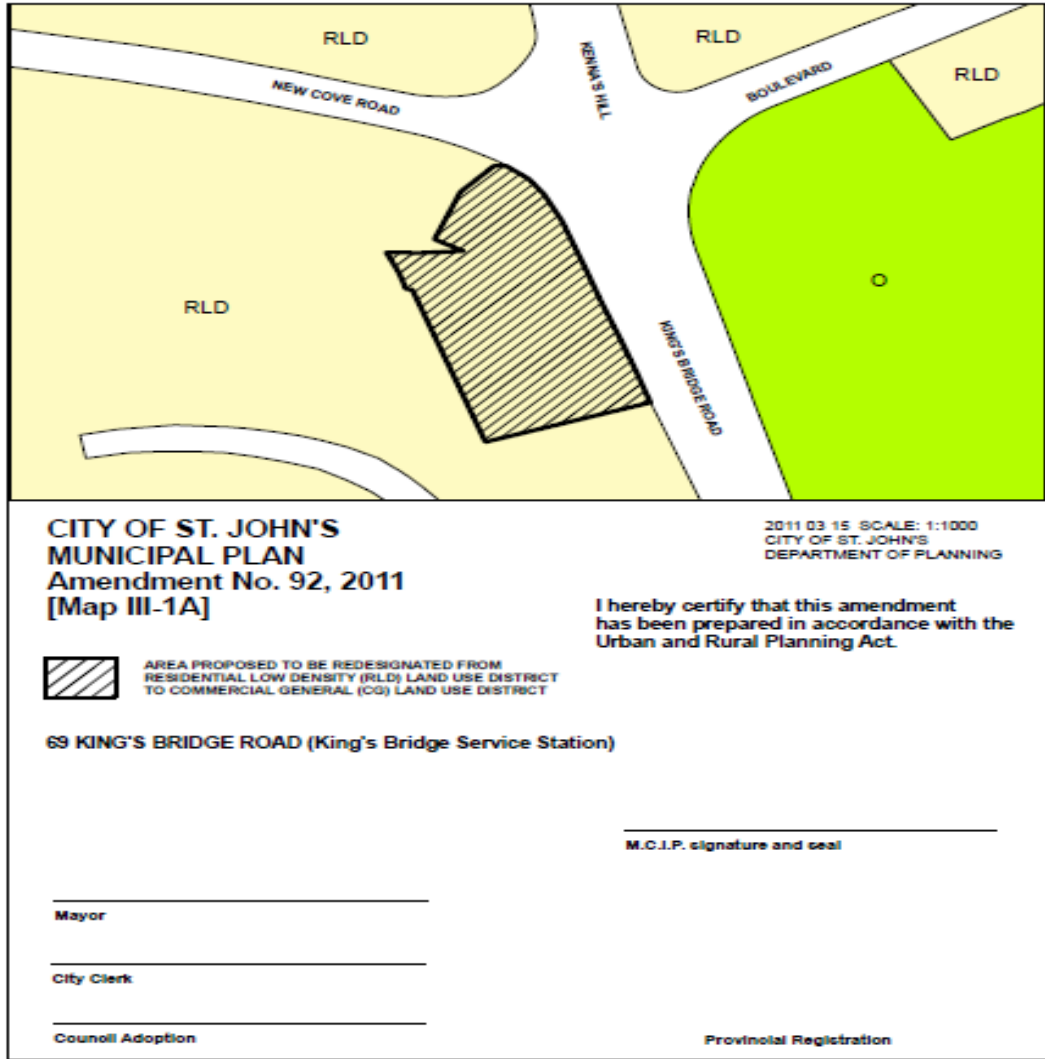 RLD
RLD
RLD
NEW COVE ROAD
KENNA'S HILL
BOULEVARD
RLD
O
KING'S BRIDGE ROAD
CITY OF ST. JOHN'S
MUNICIPAL PLAN
Amendment No. 92, 2011
[Map III-1A]
2011 03 15 SCALE: 1:1000
CITY OF ST. JOHN'S
DEPARTMENT OF PLANNING
I hereby certify that this amendment
has been prepared in accordance with the
Urban and Rural Planning Act.
AREA PROPOSED TO BE REDESIGNATED FROM
RESIDENTIAL LOW DENSITY (RLD) LAND USE DISTRICT
TO COMMERCIAL GENERAL (CG) LAND USE DISTRICT
69 KING'S BRIDGE ROAD (King's Bridge Service Station)
M.C.I.P. signature and seal
Mayor
City Clerk
Council Adoption
Provincial Registration